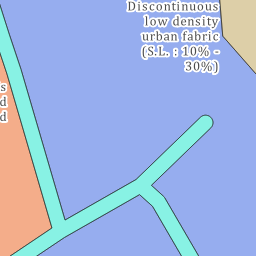 Discontinuous
low density
urban fabric
(S.L. : 10% -
30%)
s
d
d